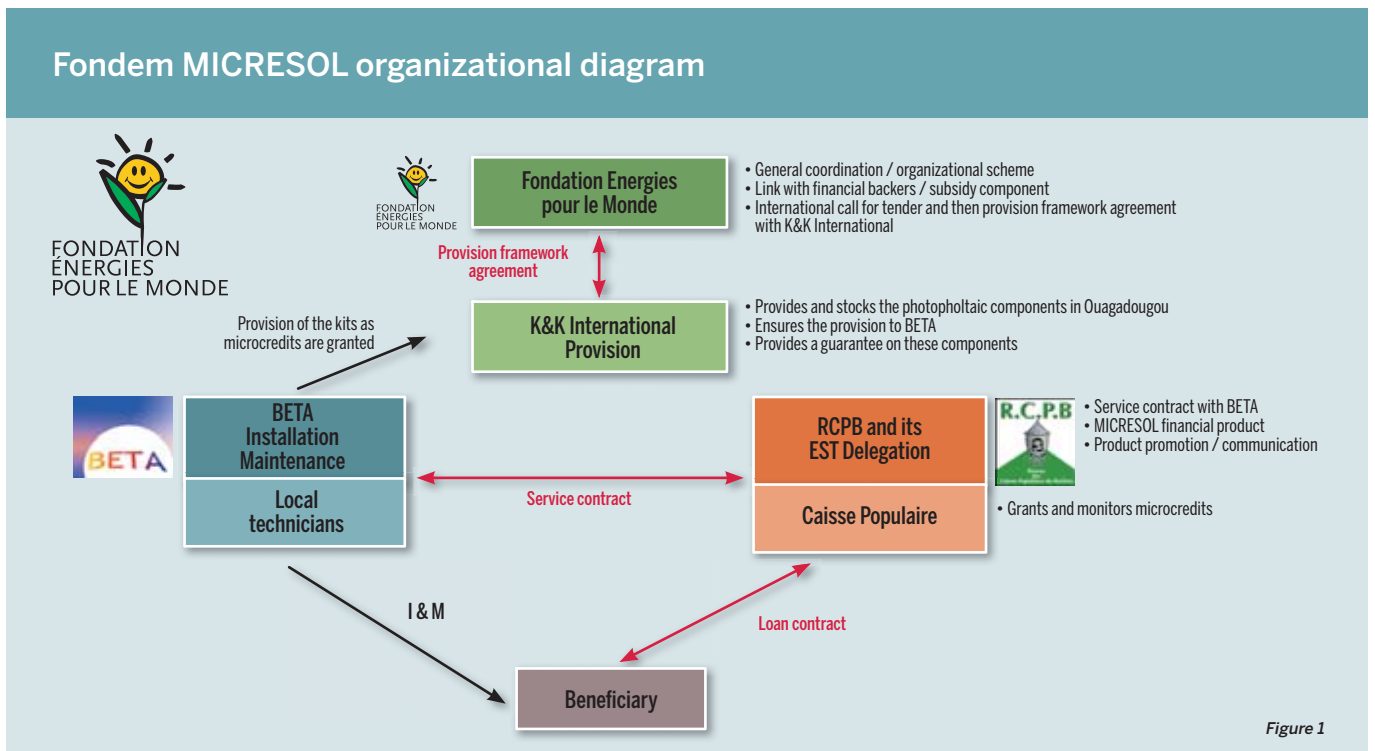 Fondem MICRESOL organizational diagram
FONDATION
ÉNERGIES
POUR LE MONDE
FONDATION
ÉNERGIES
POUR LE MONDE
Fondation Energies
pour le Monde
• General coordination / organizational scheme
• Link with financial backers / subsidy component
• International call for tender and then provision framework agreement
with K&K International
Provision framework
agreement
K&K International
Provision
• Provides and stocks the photopholtaic components in Ouagadougou
• Ensures the provision to BETA
• Provides a guarantee on these components
Provision of the kits as
microcredits are granted
BETA
BETA
Installation
Maintenance
Local
technicians
Service contract
RCPB and its
EST Delegation
Caisse Populaire
R.C.P.B
• Service contract with BETA
• MICRESOL financial product
• Product promotion / communication
• Grants and monitors microcredits
I & M
Loan contract
Beneficiary
Figure 1